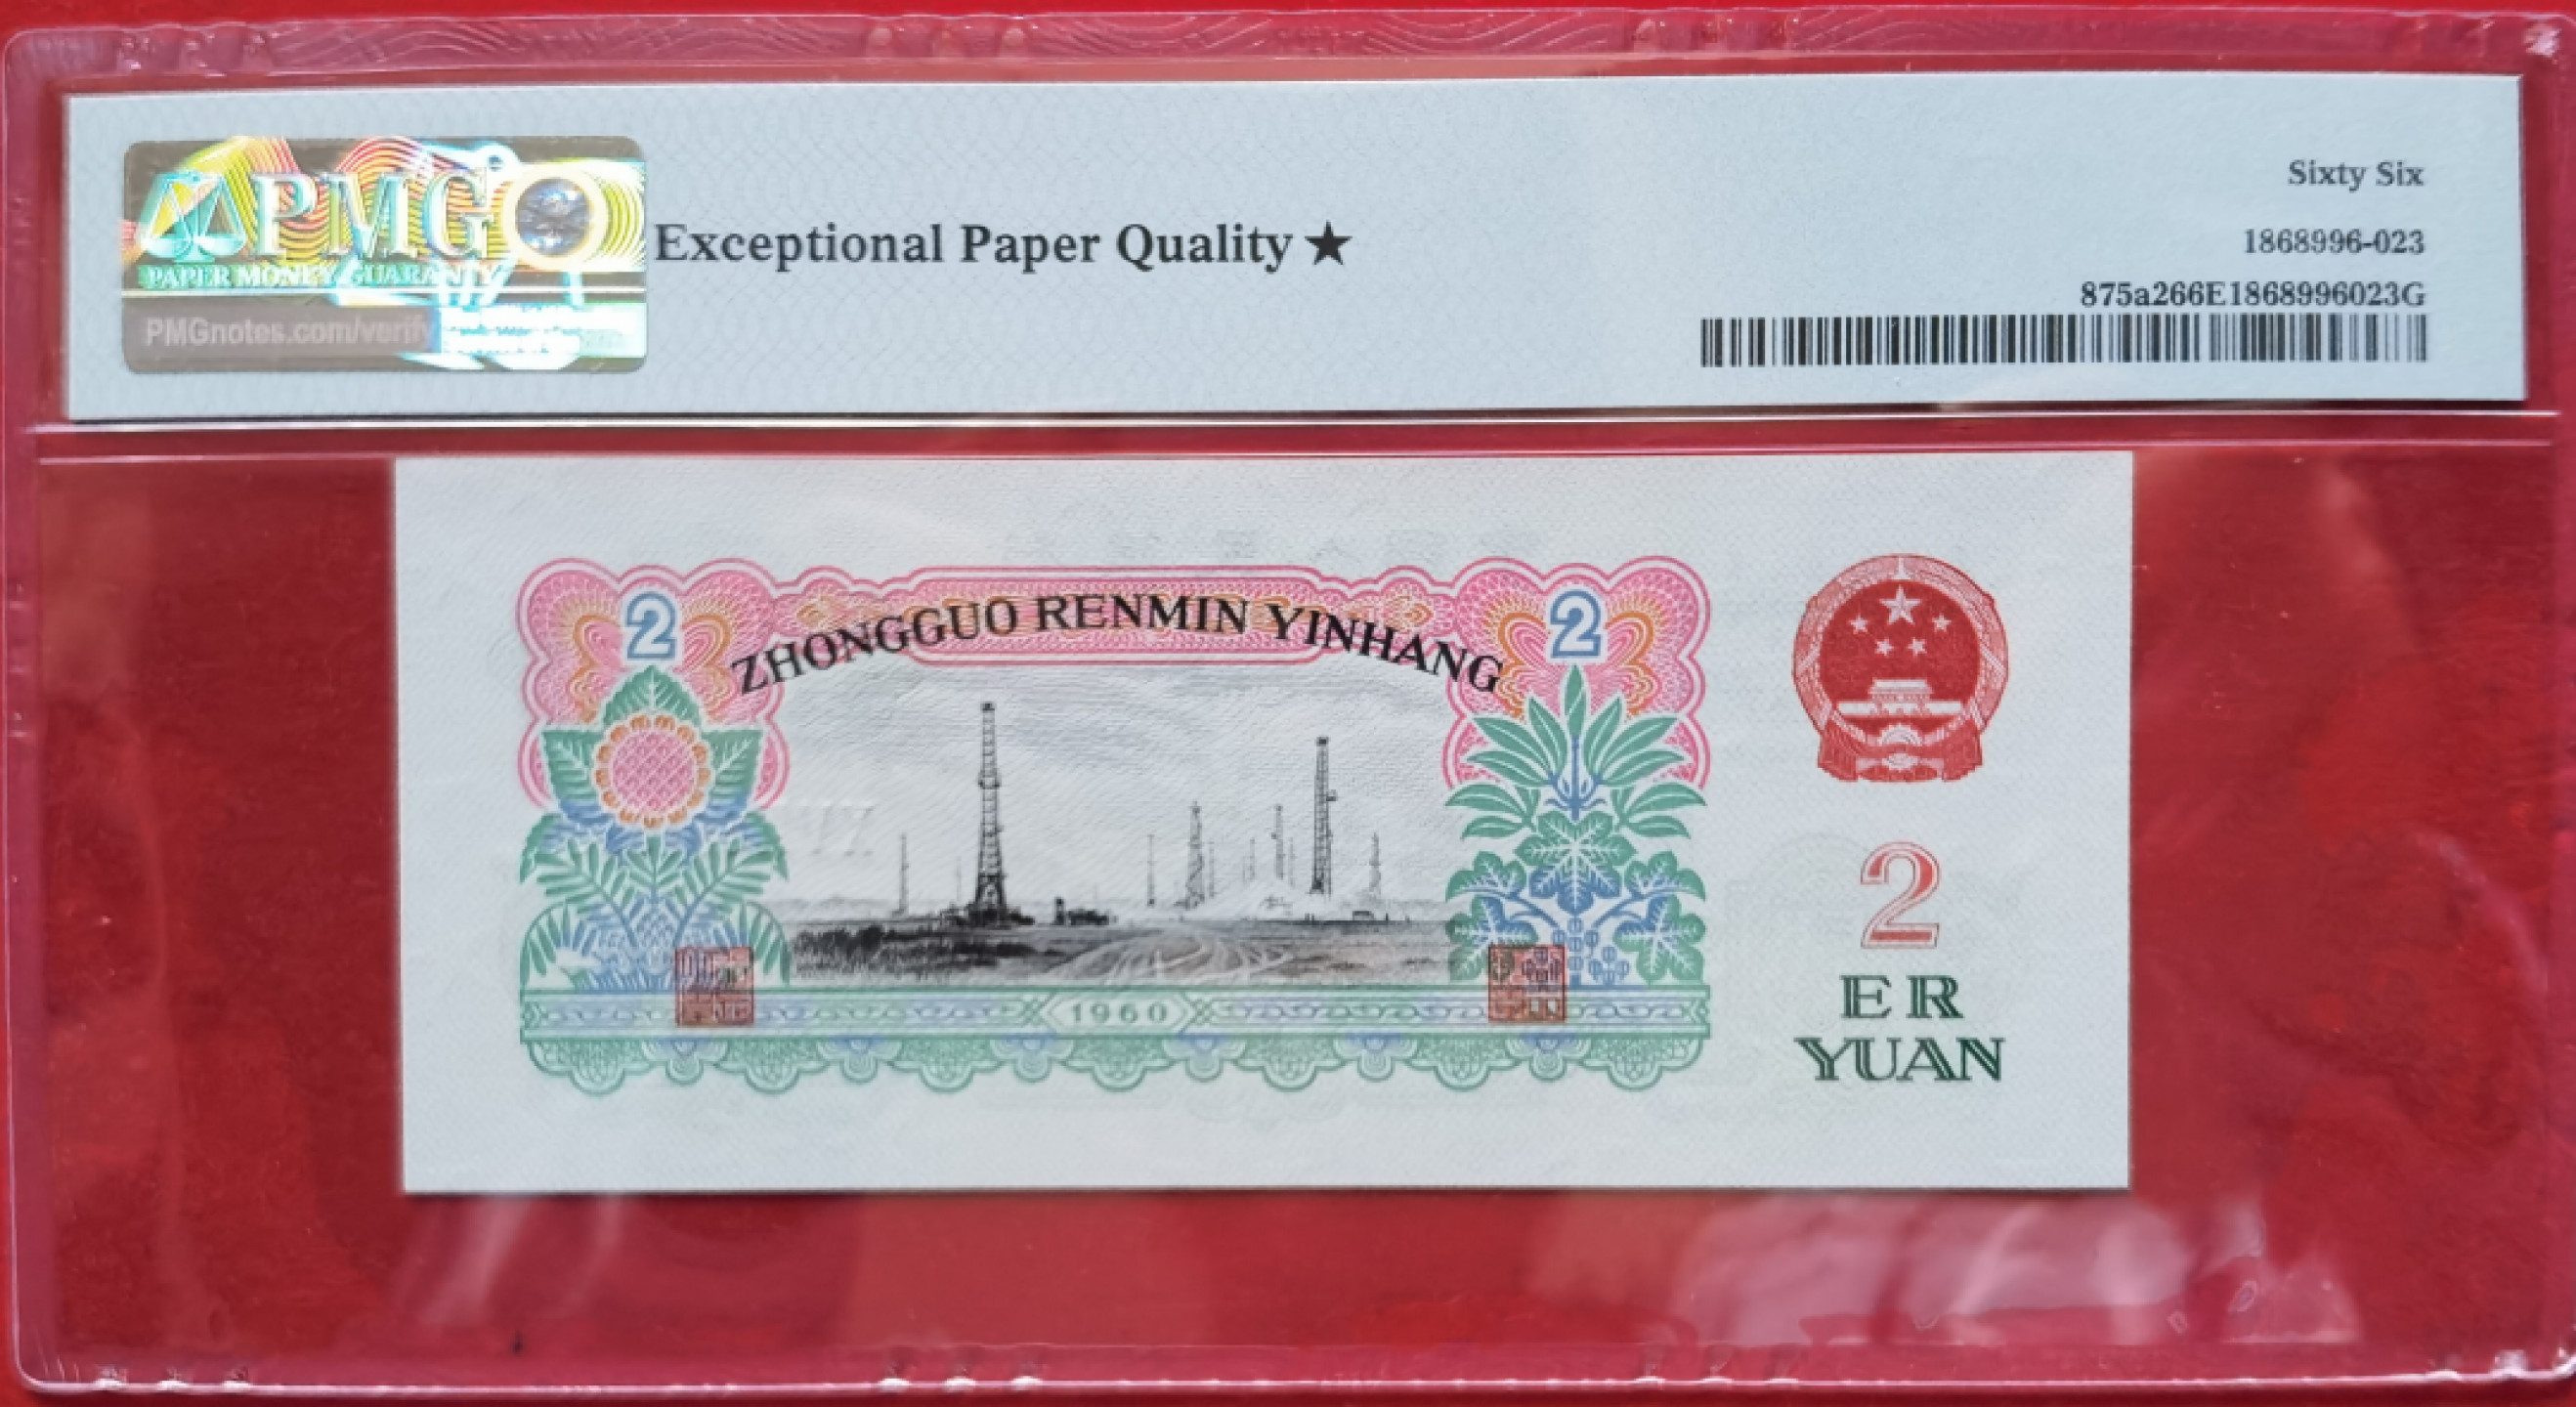 PMG
PAPER MONEY GUARANTY
PMGnotes.com/verify
Exceptional Paper Quality ★
Sixty Six
1868996-023
875a266E1868996023G
2
ZHONGGUO RENMIN YINHANG
2
1960
2
ER
YUAN